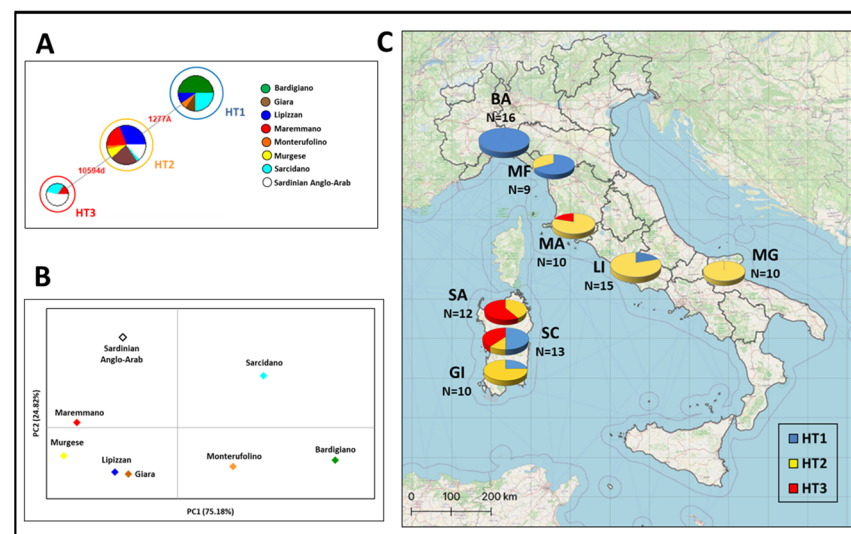 A
HT1
1277A
HT2
10594d
HT3
Bardigiano
Giara
Lipizzan
Maremmano
Monterufolino
Murgese
Sarcidano
Sardinian Anglo-Arab
B
PC2 (24.82%)
Sardinian
Anglo-Arab
Sarcidano
Maremmano
Murgese
Lipizzan
Giara
Monterufolino
Bardigiano
PC1 (75.18%)
C
BA
N=16
MF
N=9
MA
N=10
LI
N=15
MG
N=10
SA
N=12
SC
N=13
GI
N=10
HT1
HT2
HT3
0 100 200 km